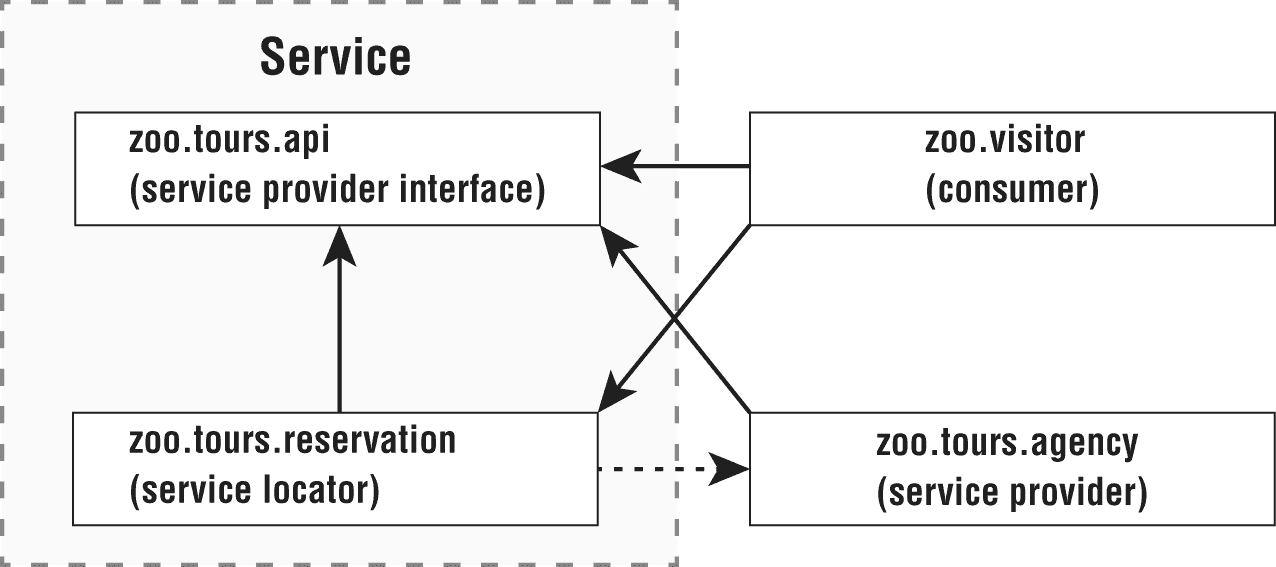 Service
zoo.tours.api
(service provider interface)
zoo.visitor
(consumer)
zoo.tours.reservation
(service locator)
zoo.tours.agency
(service provider)